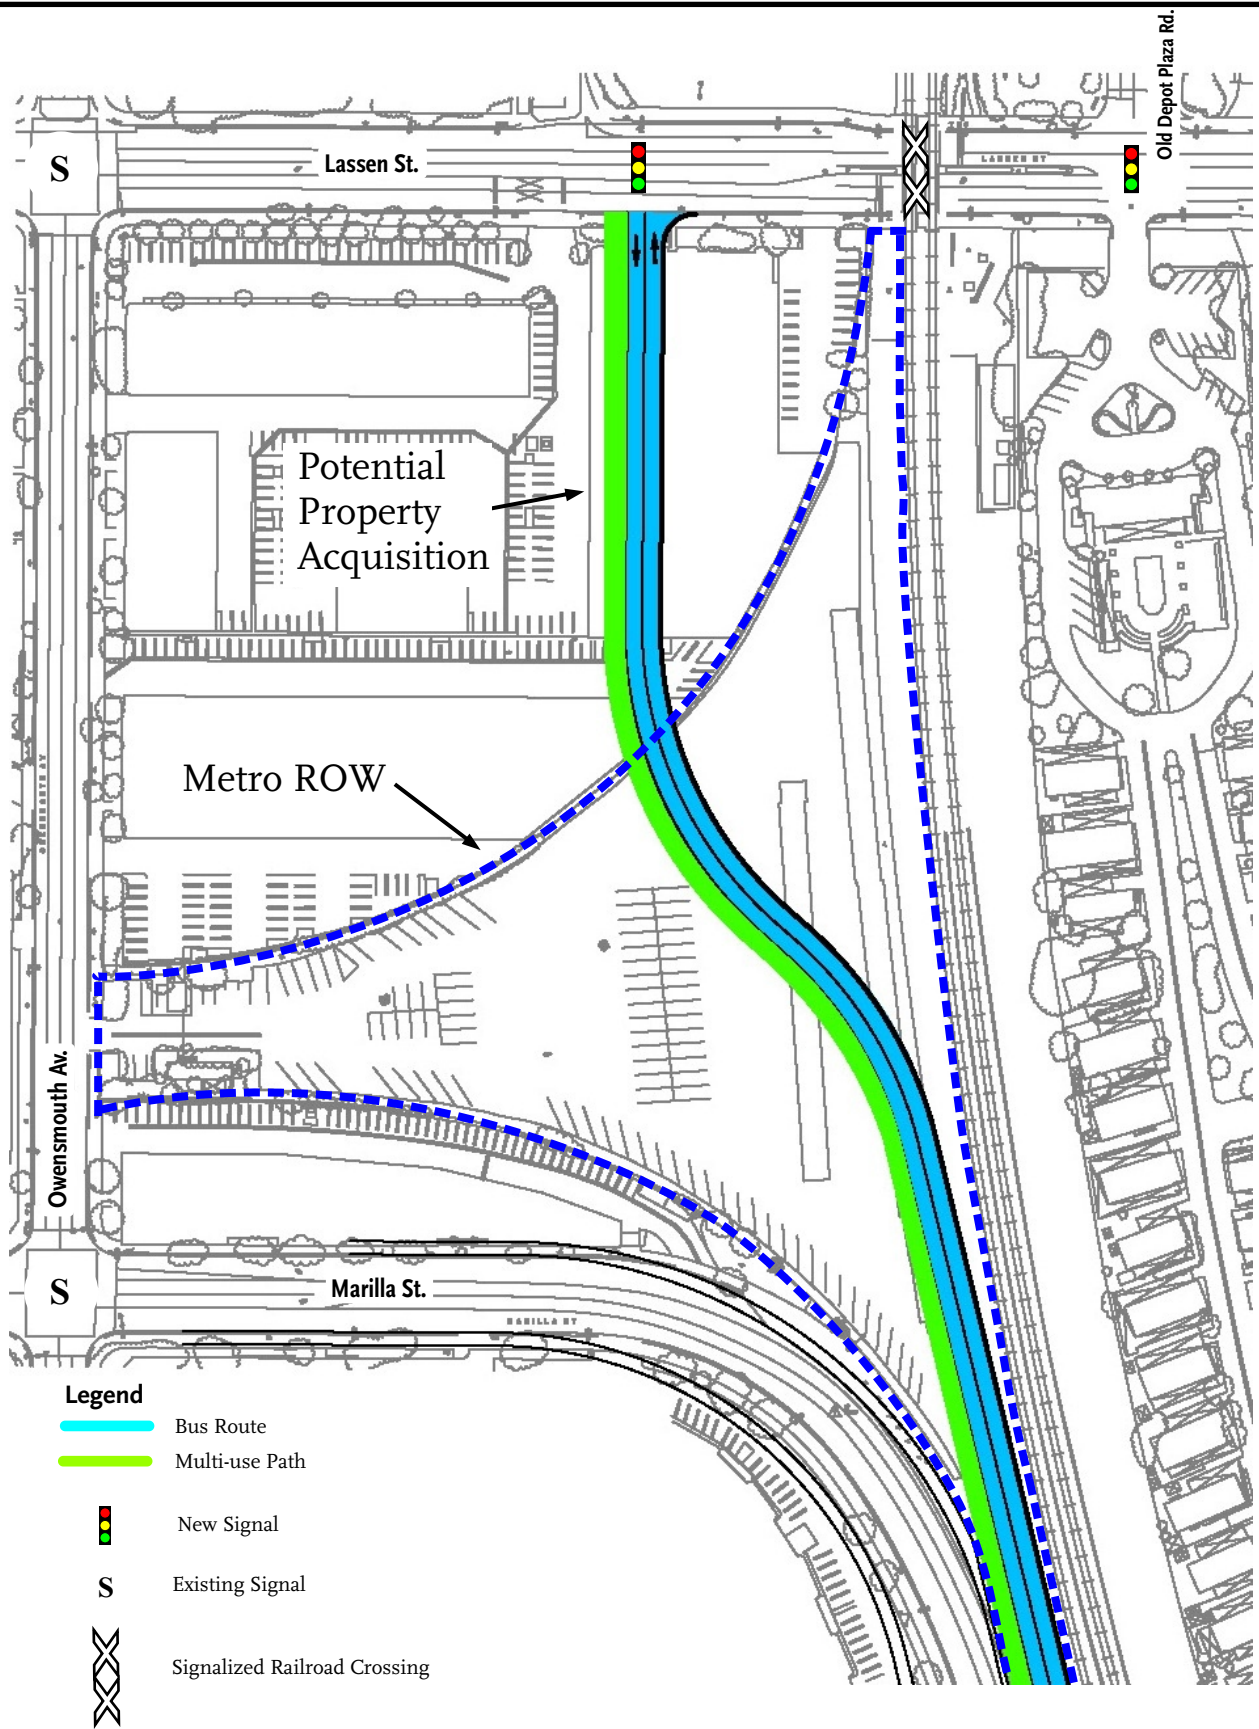 Old Depot Plaza Rd.
S
Lassen St.
LASSEN ST
Potential
Property
Acquisition
Metro ROW
Owensmouth Av.
S
Marilla St.
MARILLA ST
Legend
Bus Route
Multi-use Path
New Signal
S
Existing Signal
Signalized Railroad Crossing